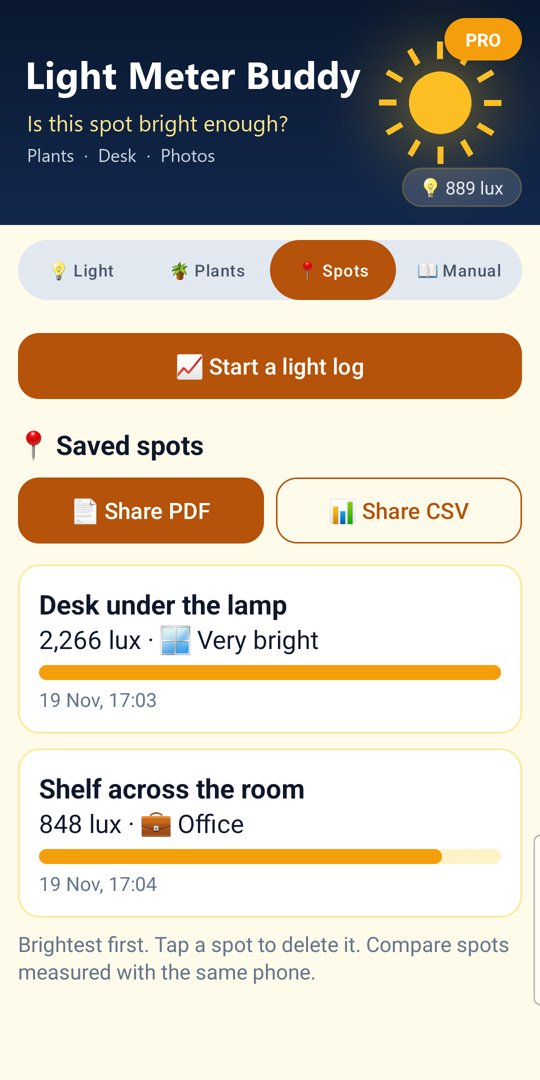 PRO
Light Meter Buddy
Is this spot bright enough?
Plants · Desk · Photos
💡 889 lux
💡 Light
🪴 Plants
📍 Spots
📖 Manual
📈 Start a light log
📍 Saved spots
📄 Share PDF
📊 Share CSV
Desk under the lamp
2,266 lux · 🪟 Very bright
19 Nov, 17:03
Shelf across the room
848 lux · 💼 Office
19 Nov, 17:04
Brightest first. Tap a spot to delete it. Compare spots
measured with the same phone.